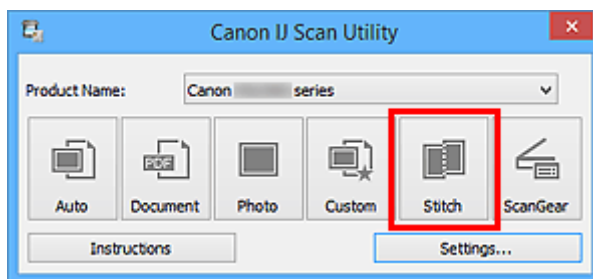 Canon IJ Scan Utility
Product Name: Canon series
Auto Document Photo Custom Stitch ScanGear
PDF
Instructions Settings...